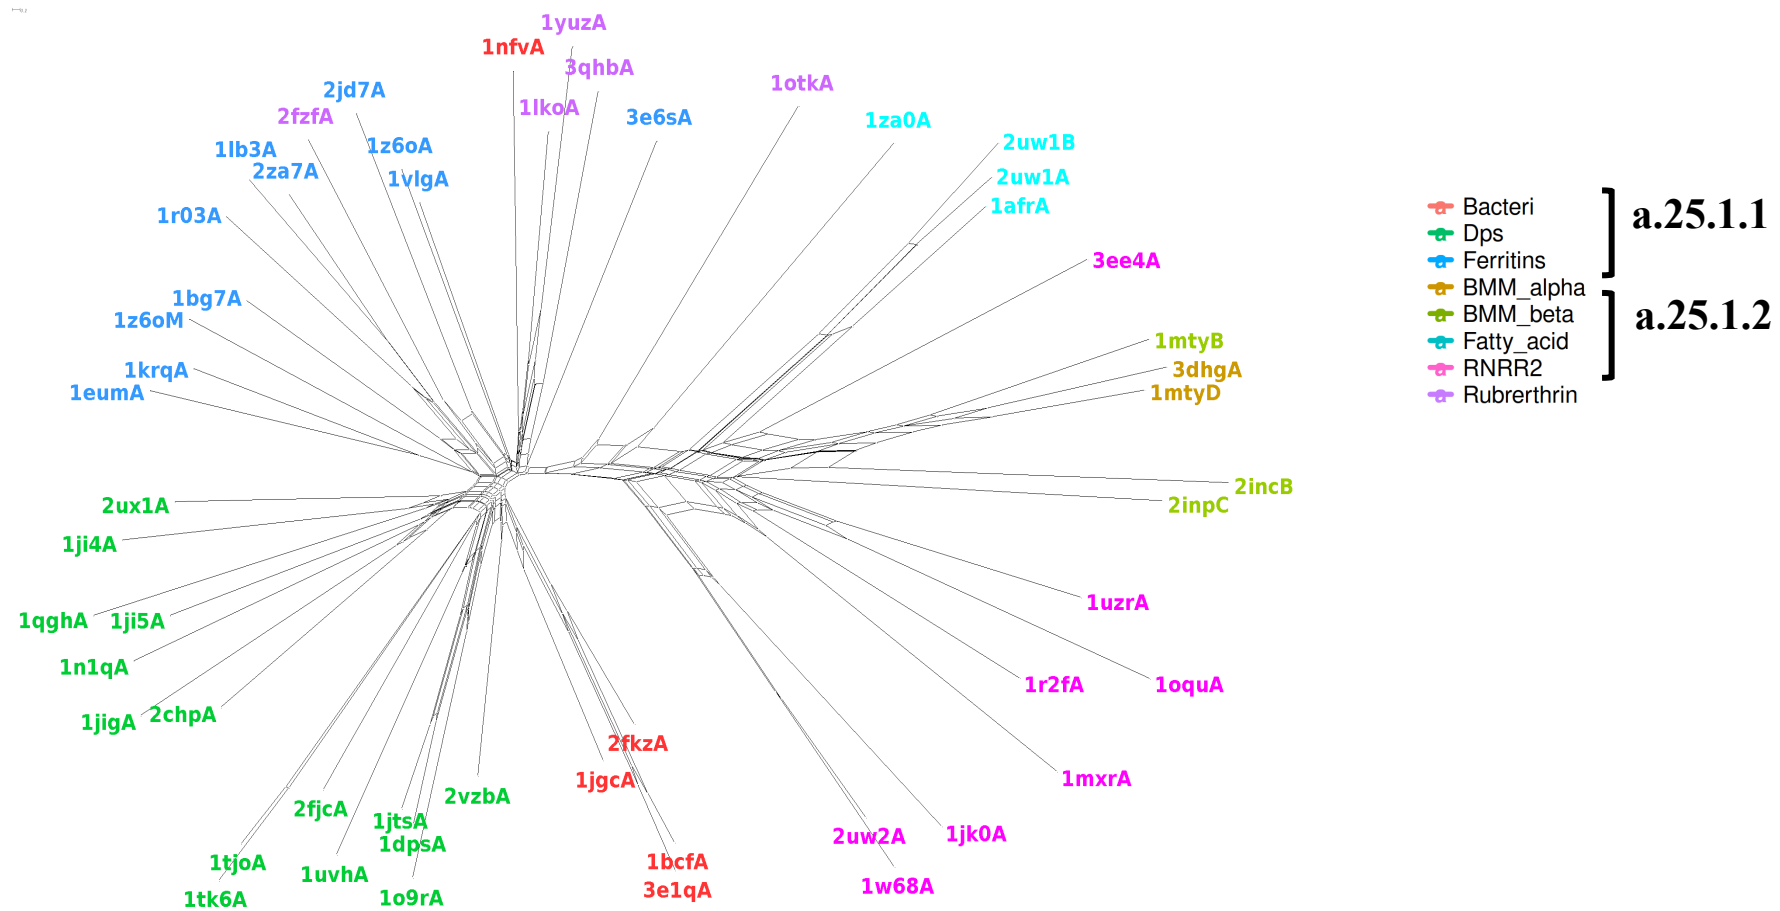 1yuzA
1nfvA
3qhbA
1otkA
2jd7A
1lkoA
2fzfA
3e6sA
1za0A
1z6oA
2uw1B
1lb3A
2za7A
1vlgA
2uw1A
1afrA
1r03A
3ee4A
1bg7A
1z6oM
1mtyB
1krqA
3dhgA
1eumA
1mtyD
2incB
2ux1A
2inpC
1ji4A
1uzrA
1qghA
1ji5A
1n1qA
1r2fA
1oquA
1jigA
2chpA
2fkzA
1jgcA
1mxrA
2vzbA
2fjcA
1jtsA
1dpsA
2uw2A
1jk0A
1tjoA
1uvhA
1bcfA
1w68A
3e1qA
1tk6A
1o9rA
a Bacteri
a Dps
a Ferritins
a BMM_alpha
a BMM_beta
a Fatty_acid
a RNRR2
a Rubrerthrin
a.25.1.1
a.25.1.2